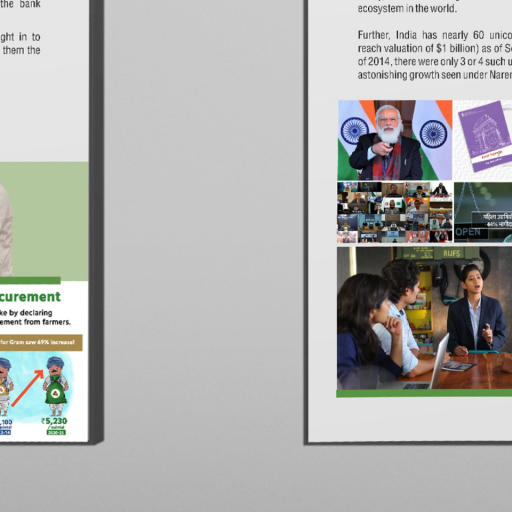 the bank
ght in to
them the
curement
ke by declaring
ement from farmers.
for Gram saw 69% increase!
₹5,230
ecosystem in the world.
Further, India has nearly 60 unico
reach valuation of $1 billion) as of S
of 2014, there were only 3 or 4 such u
astonishing growth seen under Naren
OPEN